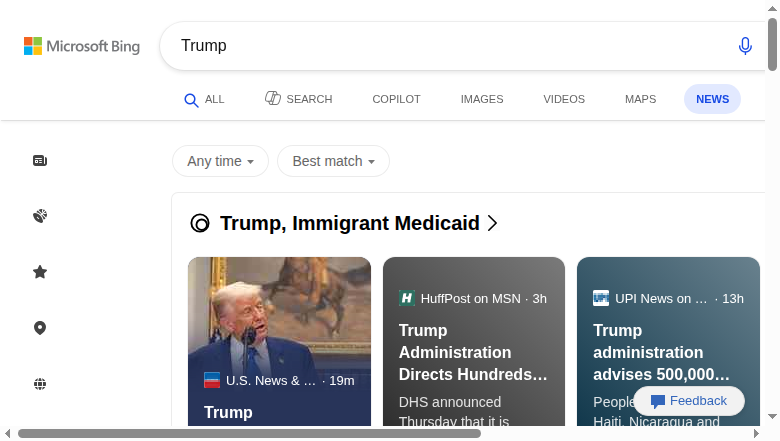 Microsoft Bing
Trump
ALL
SEARCH
COPILOT
IMAGES
VIDEOS
MAPS
NEWS
Any time
Best match
Trump, Immigrant Medicaid
U.S. News & ... · 19m
Trump
HuffPost on MSN · 3h
Trump
Administration
Directs Hundreds...
DHS announced
Thursday that it is
UPI News on ... · 13h
Trump
administration
advises 500,000...
People
Haiti, Nicaragua and
Feedback